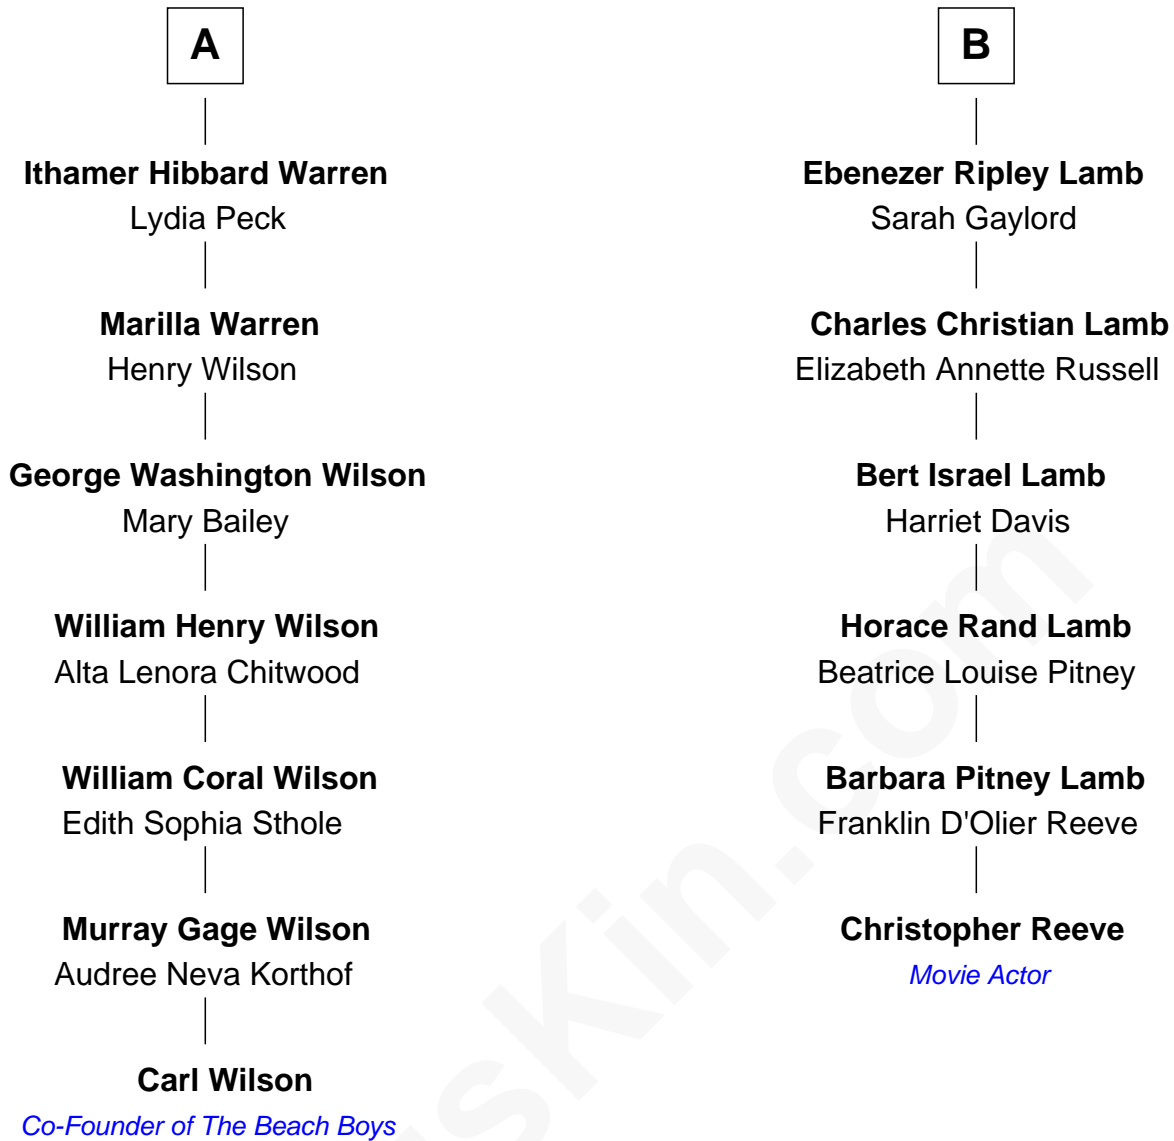 A
Ithamer Hibbard Warren
Lydia Peck
Marilla Warren
Henry Wilson
George Washington Wilson
Mary Bailey
William Henry Wilson
Alta Lenora Chitwood
William Coral Wilson
Edith Sophia Sthole
Murray Gage Wilson
Audree Neva Korthof
Carl Wilson
Co-Founder of The Beach Boys
B
Ebenezer Ripley Lamb
Sarah Gaylord
Charles Christian Lamb
Elizabeth Annette Russell
Bert Israel Lamb
Harriet Davis
Horace Rand Lamb
Beatrice Louise Pitney
Barbara Pitney Lamb
Franklin D'Olier Reeve
Christopher Reeve
Movie Actor
sKin.com